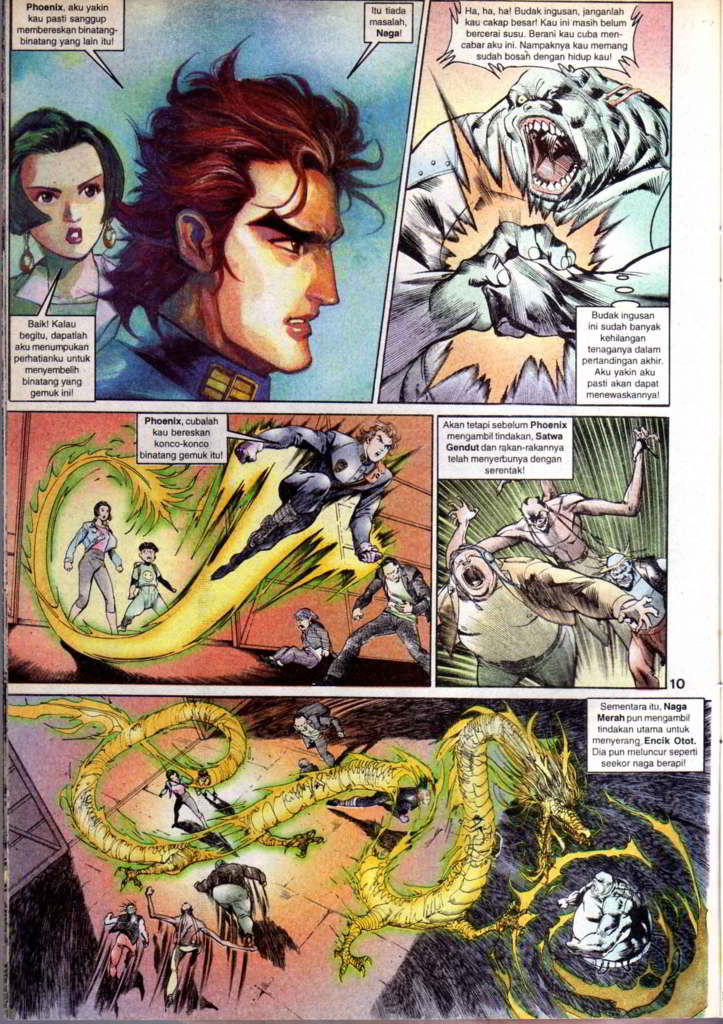 Phoenix, aku yakin
kau pasti sanggup
membereskan binatang-
binatang yang lain itu!
Itu tiada
masalah,
Naga!
Baik! Kalau
begitu, dapatlah
aku menumpukan
perhatianku untuk
menyembelih
binatang yang
gemuk ini!
Ha, ha, ha! Budak ingusan, janganlah
kau cakap besar! Kau ini masih belum
bercerai susu. Berani kau cuba men-
cabar aku ini. Nampaknya kau memang
sudah bosan dengan hidup kau!
Budak ingusan
ini sudah banyak
kehilangan
tenaganya dalam
pertandingan akhir.
Aku yakin aku
pasti akan dapat
menewaskannya!
Phoenix, cubalah
kau bereskan
konco-konco
binatang gemuk itu!
Akan tetapi sebelum Phoenix
mengambil tindakan, Satwa
Gendut dan rakan-rakannya
telah menyerbunya dengan
serentak!
10
Sementara itu, Naga
Merah pun mengambil
tindakan utama untuk
menyerang Encik Otot.
Dia pun meluncur seperti
seekor naga berapi!